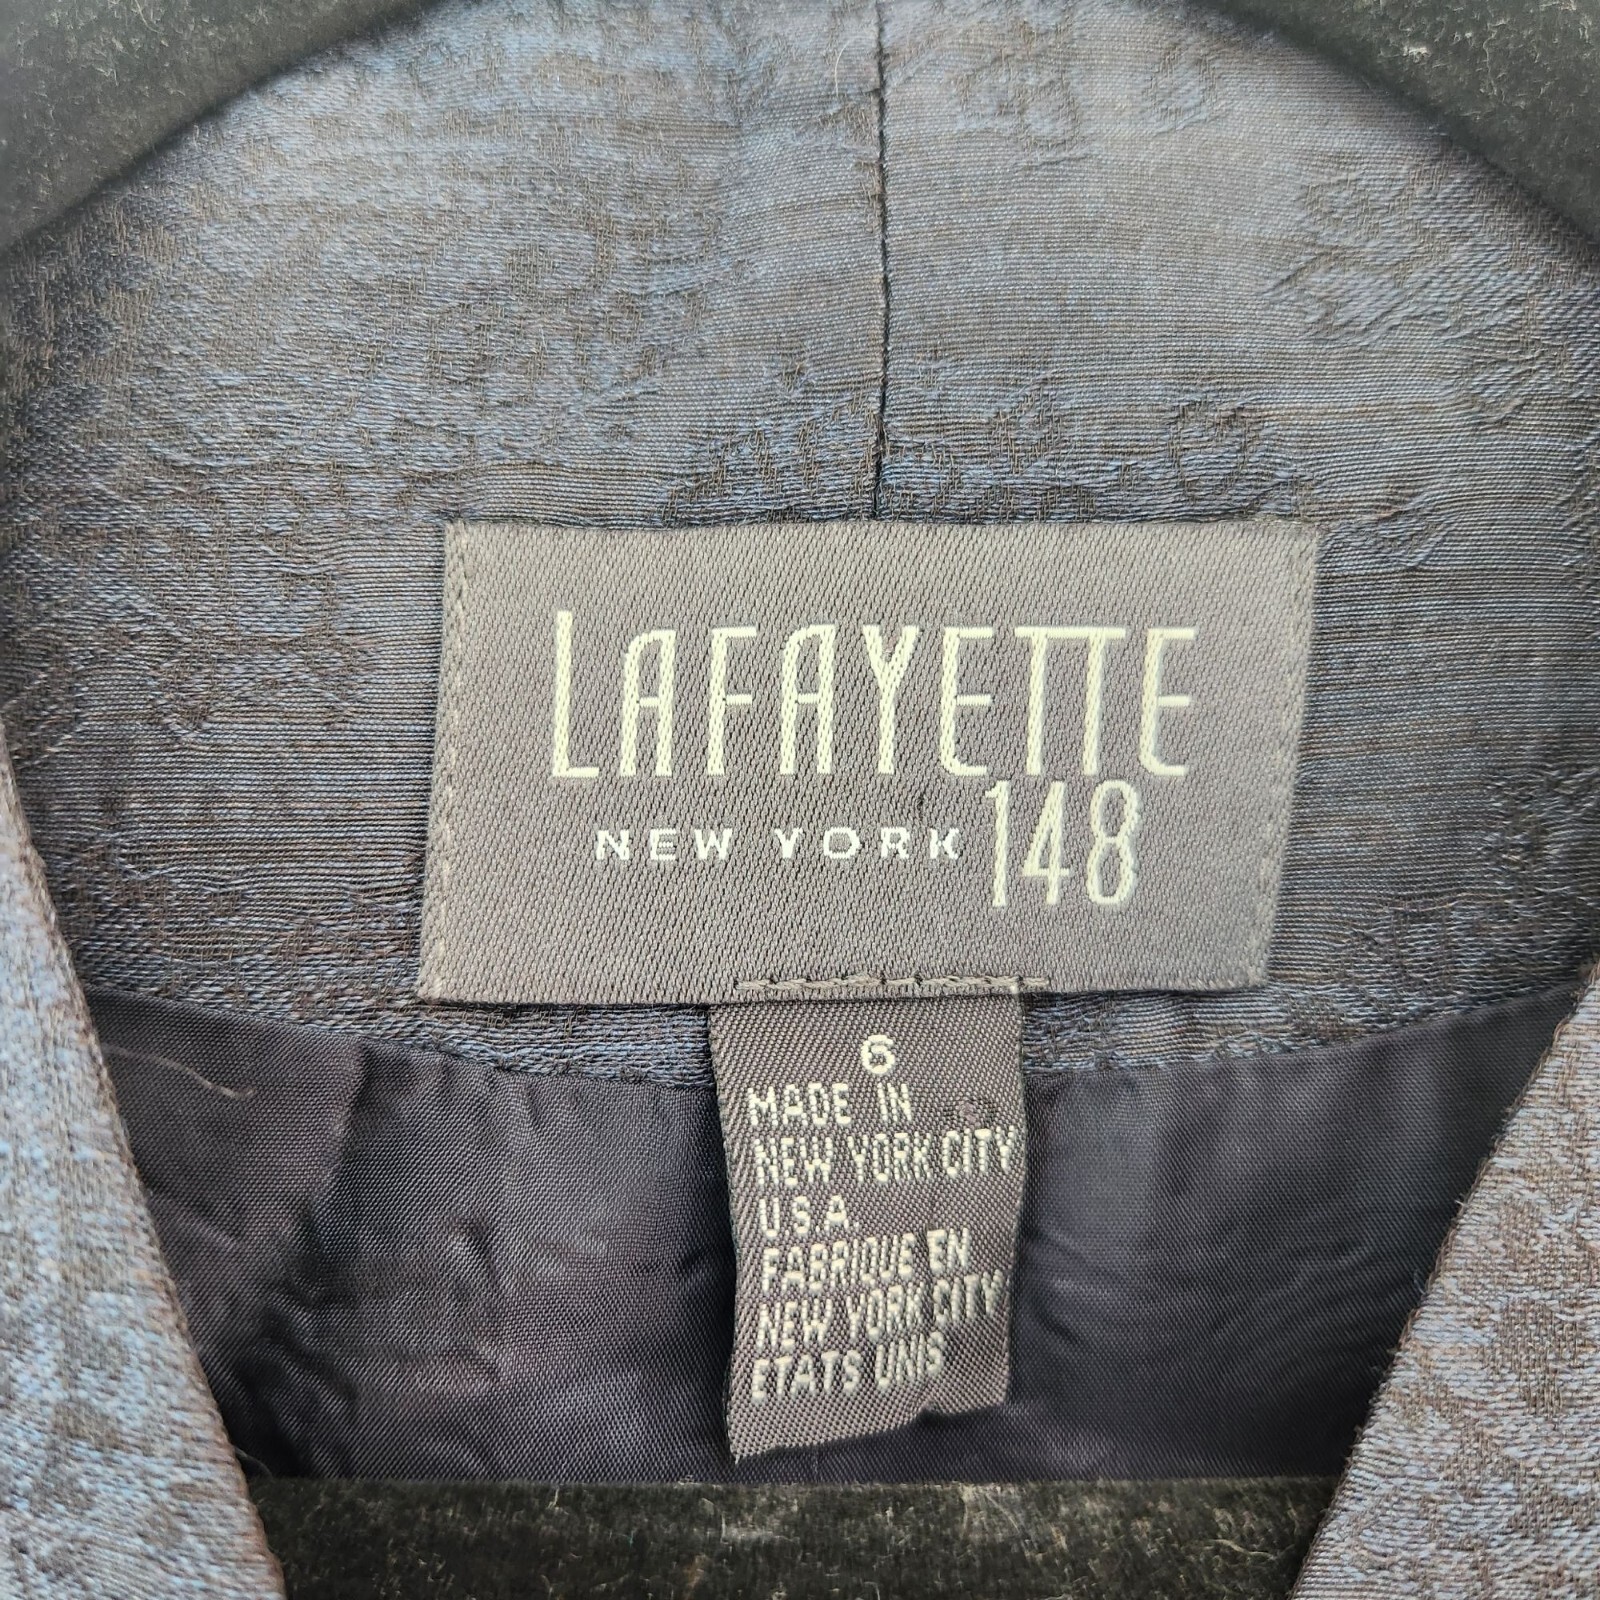 LAFAYETTE
NEW YORK 148
6
MADE IN
NEW YORK CITY
U.S.A.
FABRIQUE EN
NEW YORK CITY
ETATS UNIS